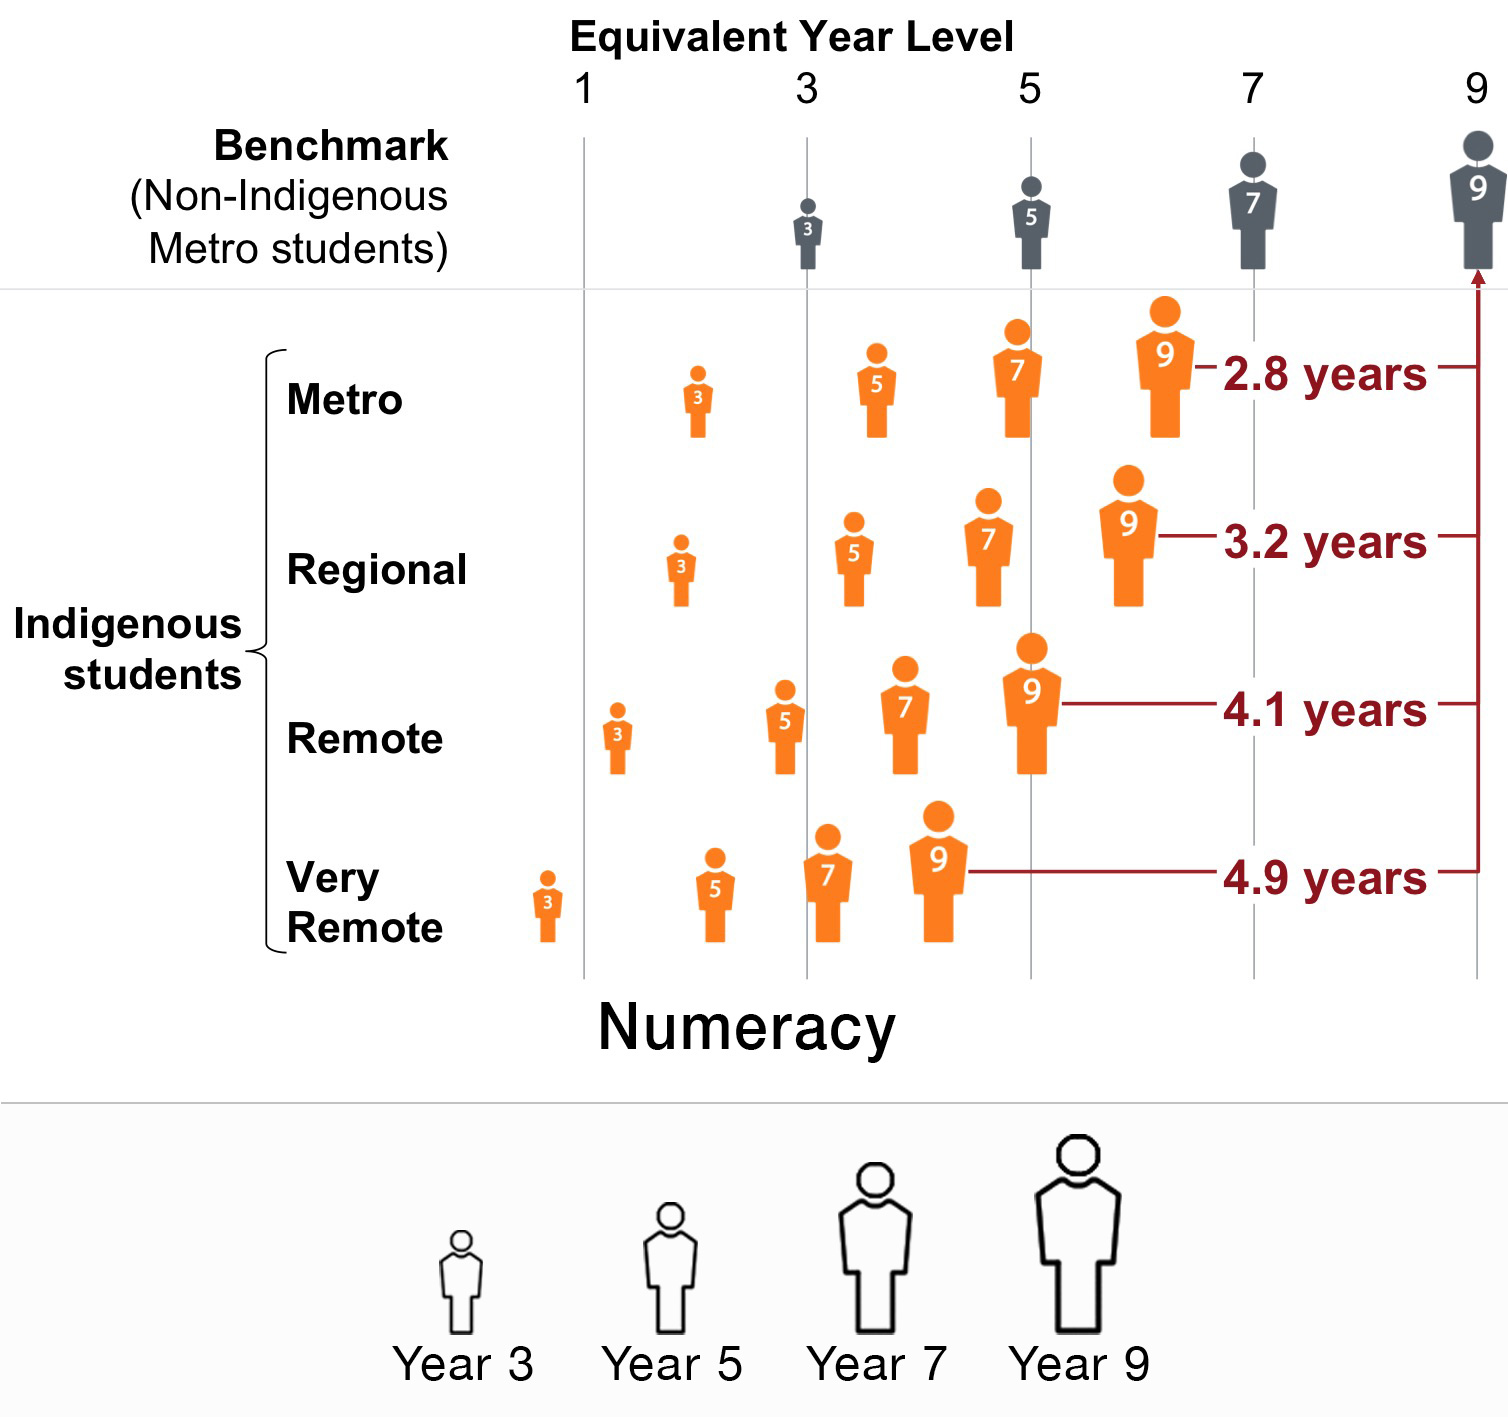 Equivalent Year Level
1 3 5 7 9
Benchmark
(Non-Indigenous
Metro students)
3 5 7 9
Indigenous
students
Metro
3 5 7 9 2.8 years
Regional
3 5 7 9 3.2 years
Remote
3 5 7 9 4.1 years
Very
Remote
3 5 7 9 4.9 years
Numeracy
Year 3 Year 5 Year 7 Year 9